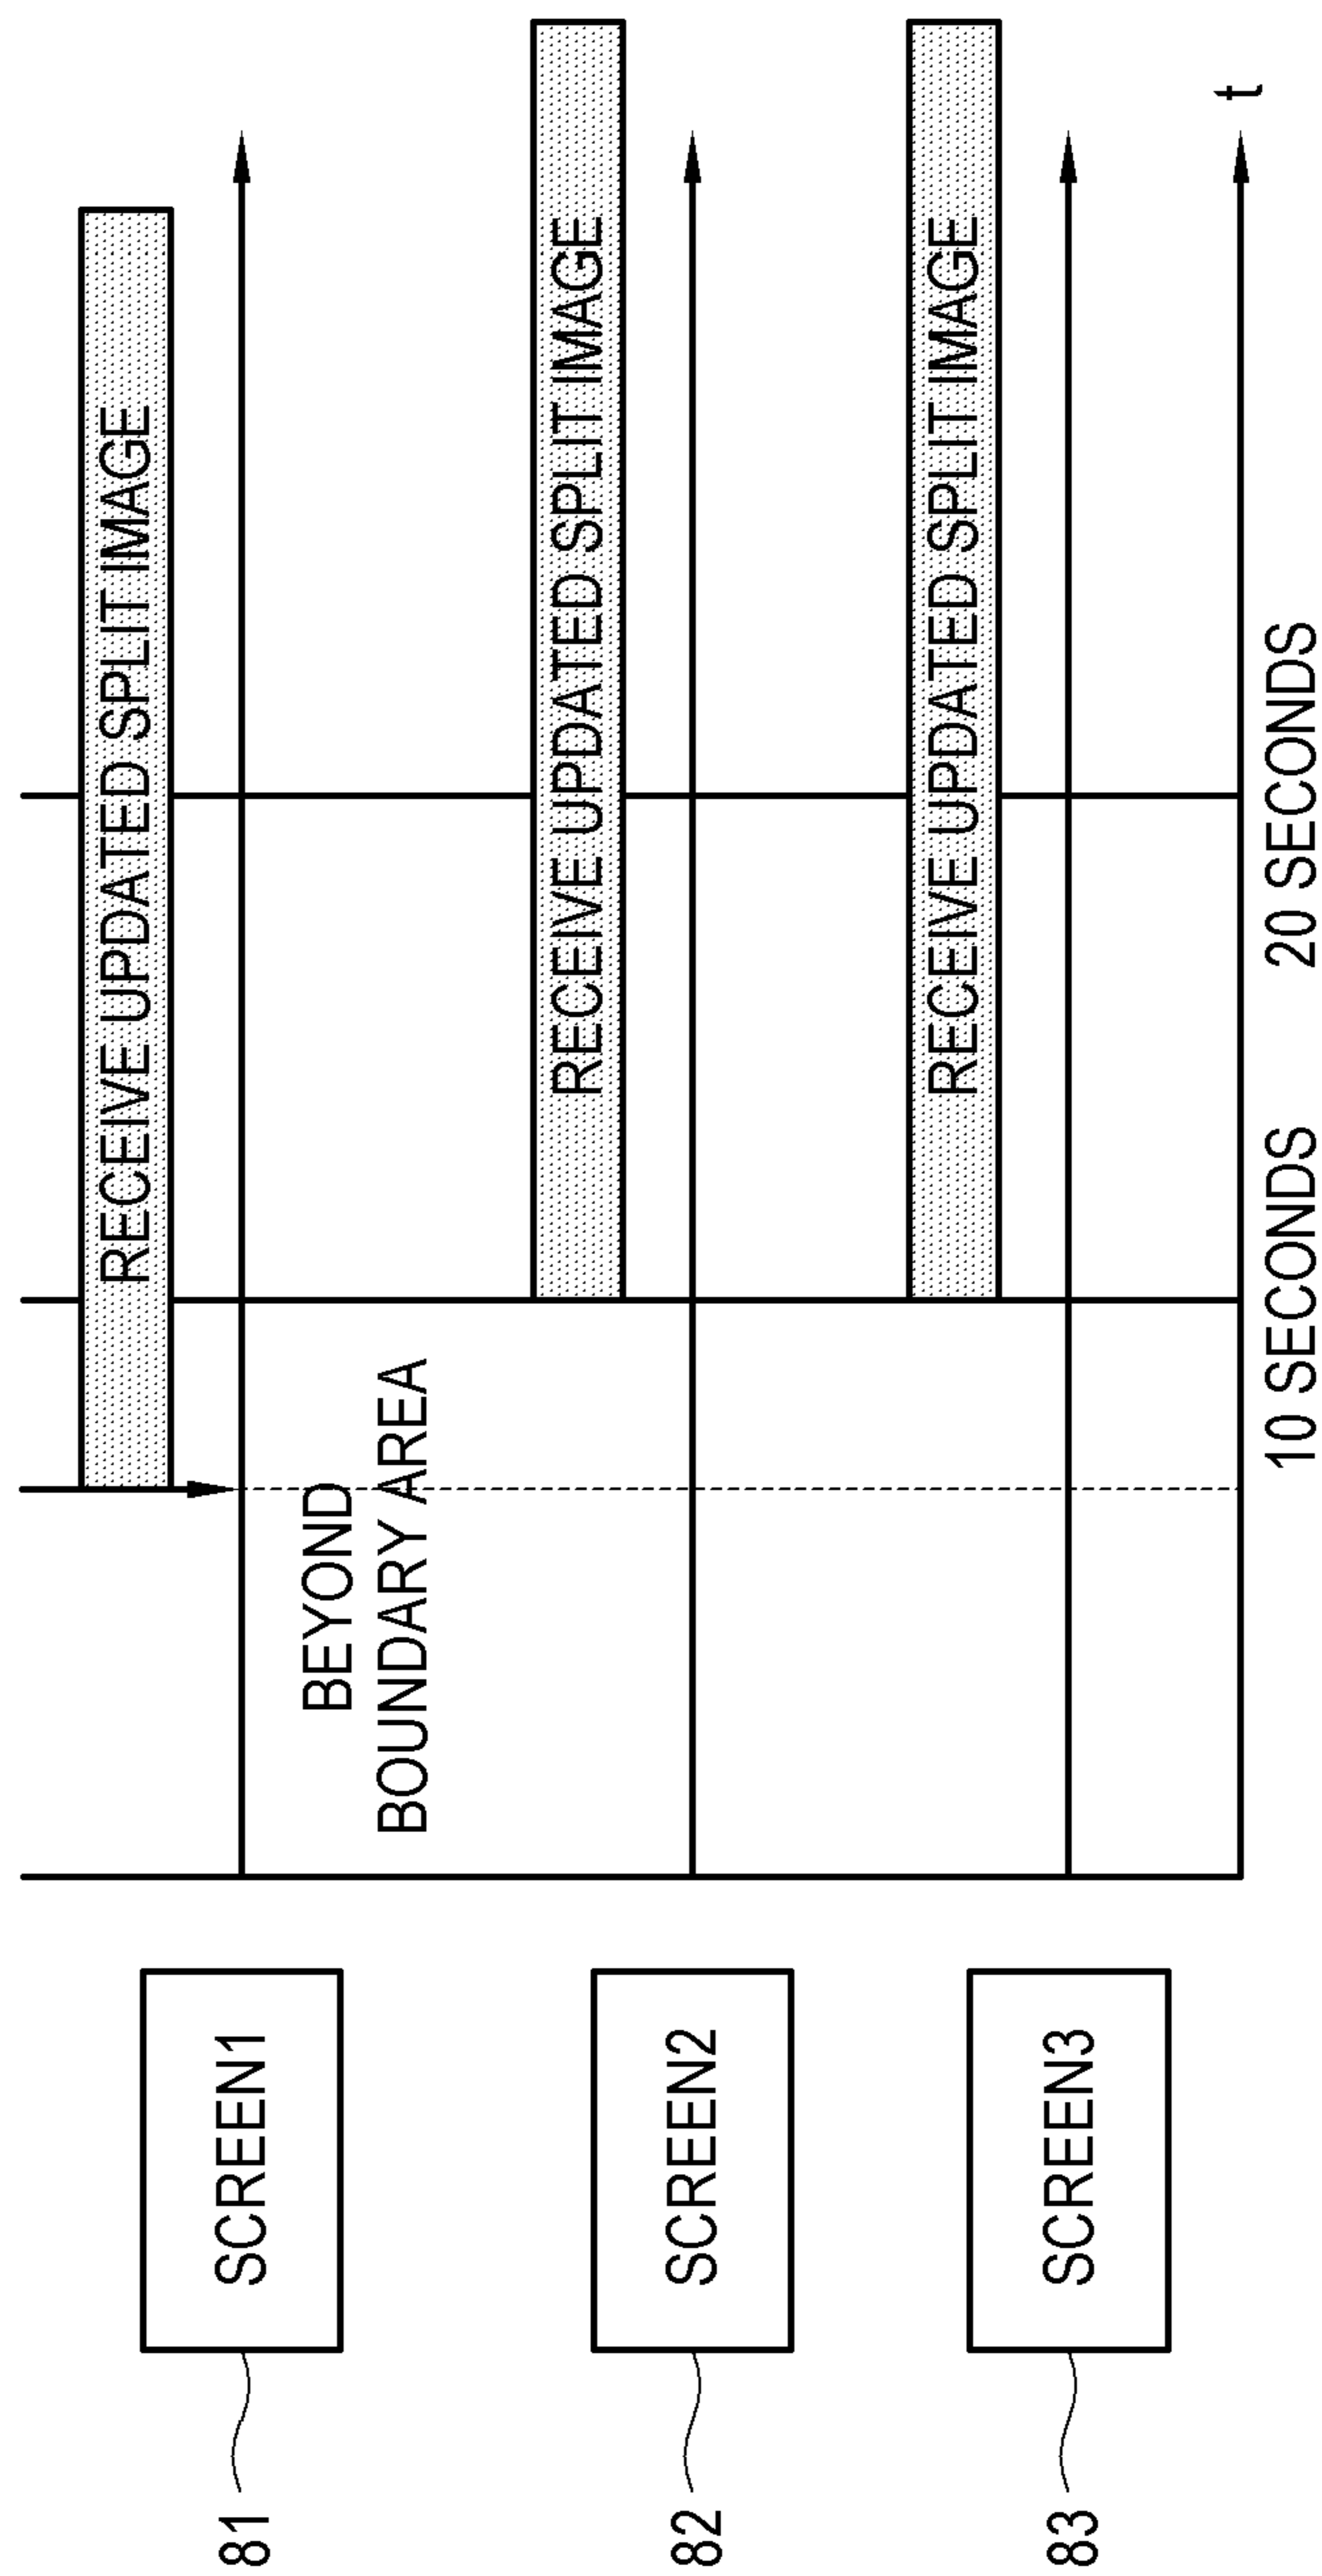 81
SCREEN1
RECEIVE UPDATED SPLIT IMAGE
BEYOND
BOUNDARY AREA
82
SCREEN2
RECEIVE UPDATED SPLIT IMAGE
83
SCREEN3
RECEIVE UPDATED SPLIT IMAGE
t
10 SECONDS
20 SECONDS